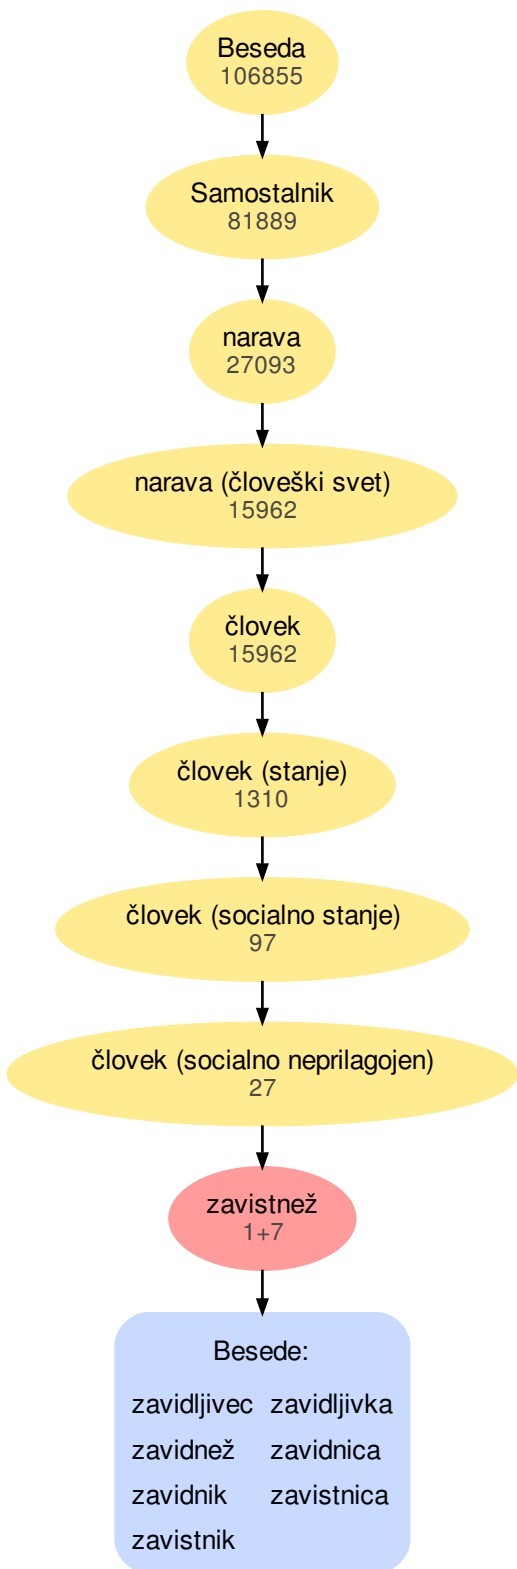 Beseda
106855
Samostalnik
81889
narava
27093
narava (človeški svet)
15962
človek
15962
človek (stanje)
1310
človek (socialno stanje)
97
človek (socialno neprilagojen)
27
zavistnež
1+7
Besede:
zavidljivec zavidljivka
zavidnež zavidnica
zavidnik zavistnica
zavistnik